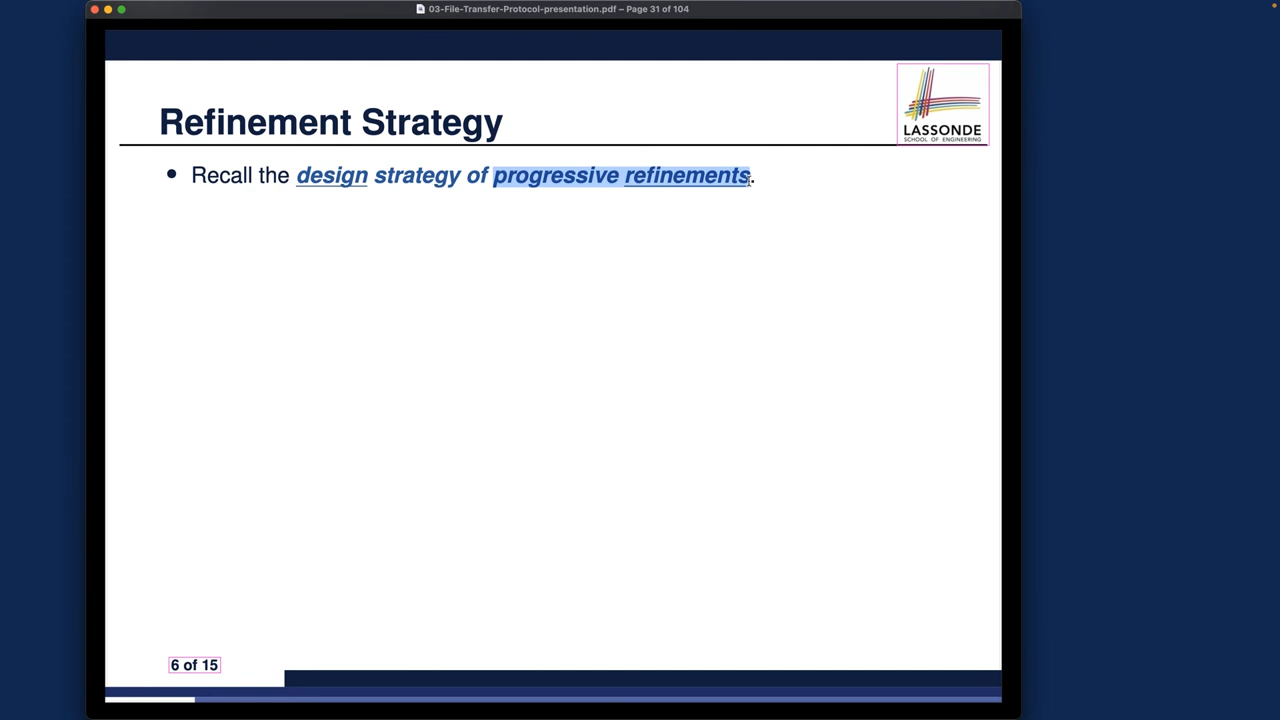 03-File-Transfer-Protocol-presentation.pdf – Page 31 of 104
LASSONDE
SCHOOL OF ENGINEERING
Refinement Strategy
• Recall the design strategy of progressive refinements.
6 of 15